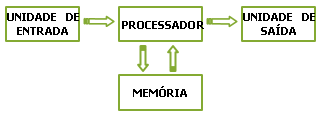 UNIDADE DE
ENTRADA
PROCESSADOR
UNIDADE DE
SAÍDA
MEMÓRIA